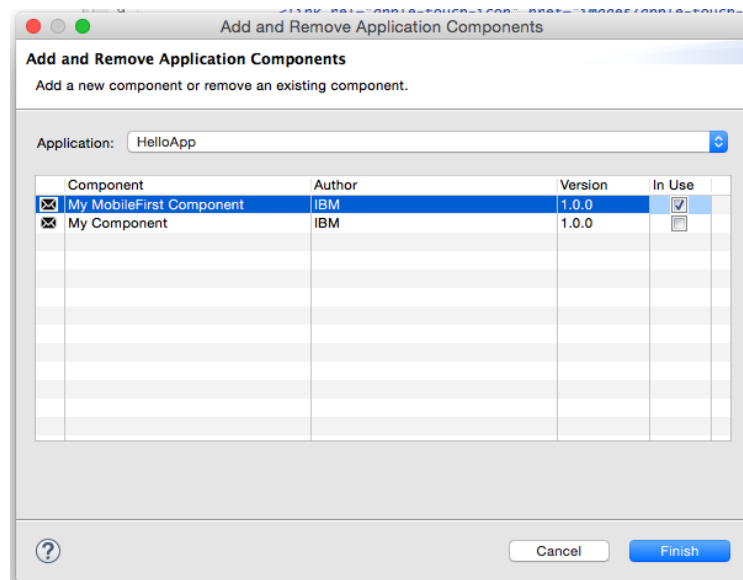 Add and Remove Application Components
Add and Remove Application Components
Add a new component or remove an existing component.
Application: HelloApp
Component Author Version In Use
My MobileFirst Component IBM 1.0.0
My Component IBM 1.0.0
? Cancel Finish